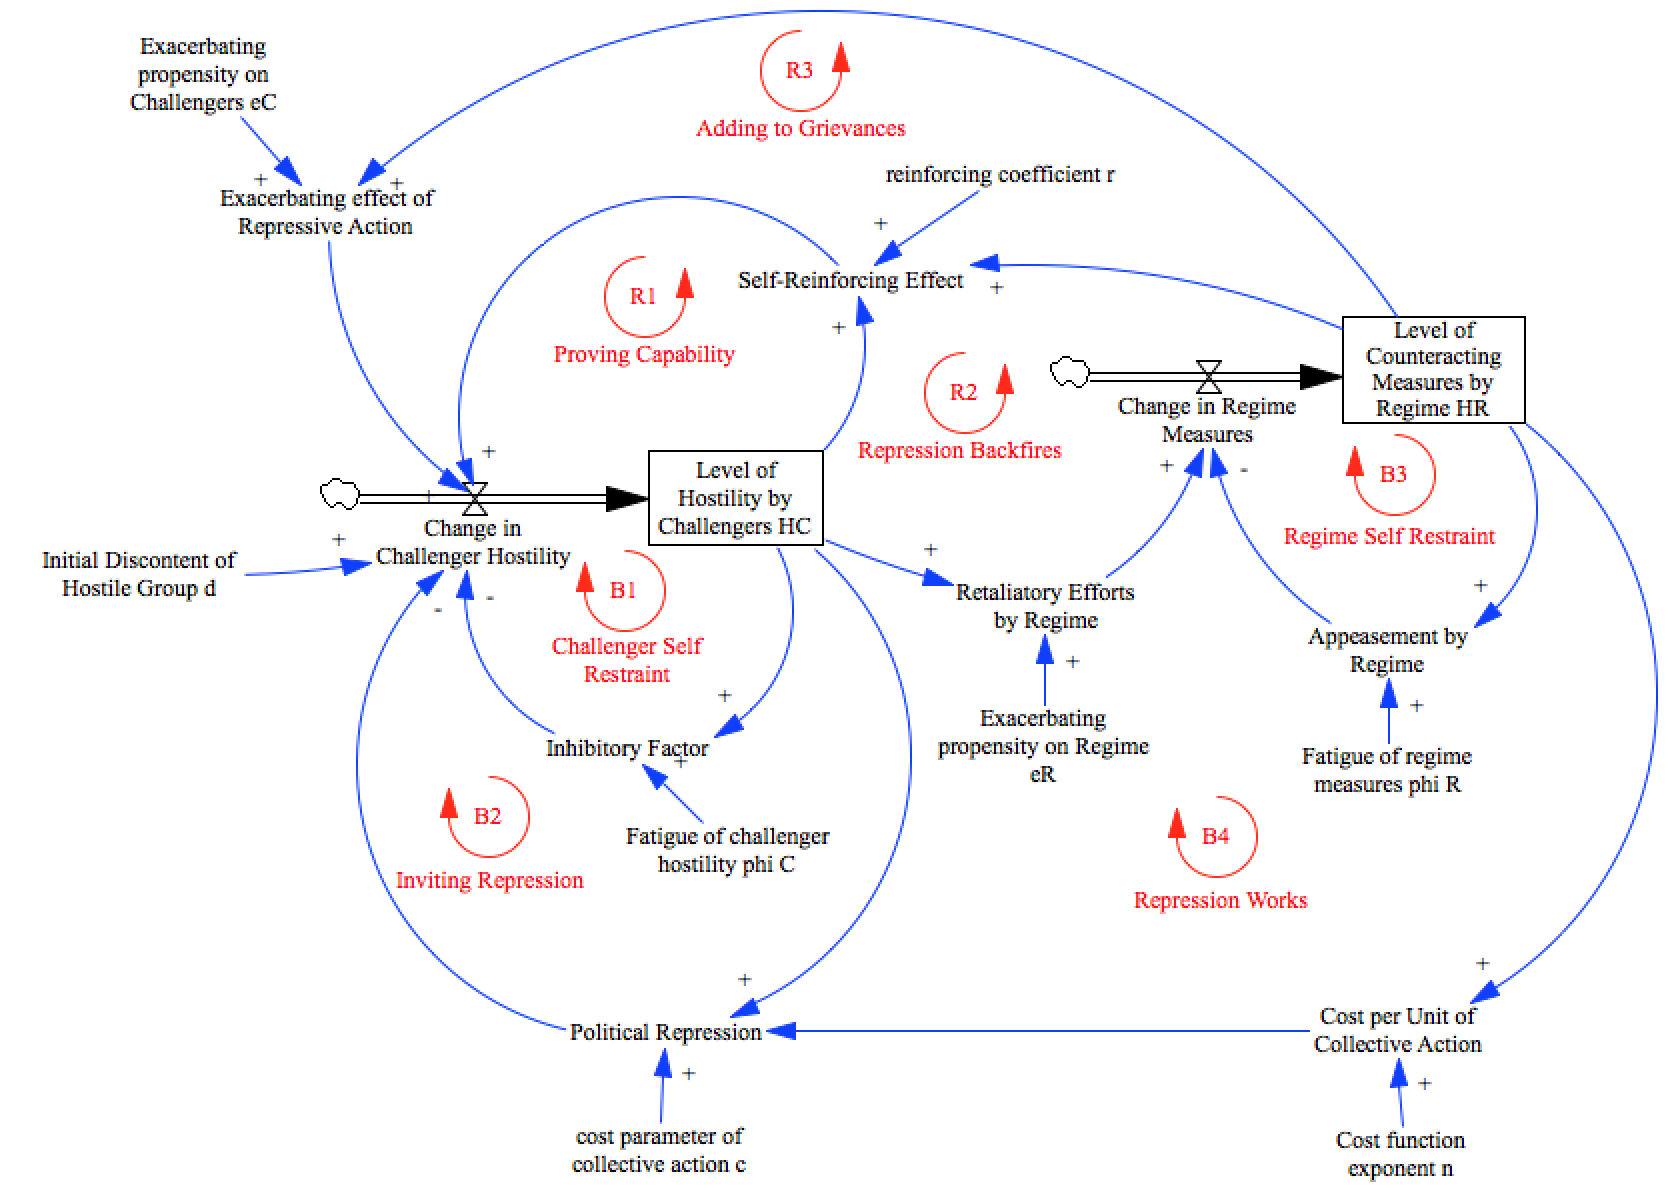 Exacerbating
propensity on
Challengers eC
R3
Adding to Grievances
+
+
Exacerbating effect of
Repressive Action
reinforcing coefficient r
+
Self-Reinforcing Effect
+
+
R1
Proving Capability
R2
Repression Backfires
Level of
Counteracting
Measures by
Regime HR
Change in Regime
Measures
+
-
B3
Regime Self Restraint
+
+
Level of
Hostility by
Challengers HC
Change in
Challenger Hostility
+
Initial Discontent of
Hostile Group d
-
-
B1
Challenger Self
Restraint
+
Retaliatory Efforts
by Regime
+
Exacerbating
propensity on Regime
eR
+
Appeasement by
Regime
+
Fatigue of regime
measures phi R
+
Inhibitory Factor
+
Fatigue of challenger
hostility phi C
B2
Inviting Repression
B4
Repression Works
+
Political Repression
+
cost parameter of
collective action c
+
Cost per Unit of
Collective Action
+
Cost function
exponent n